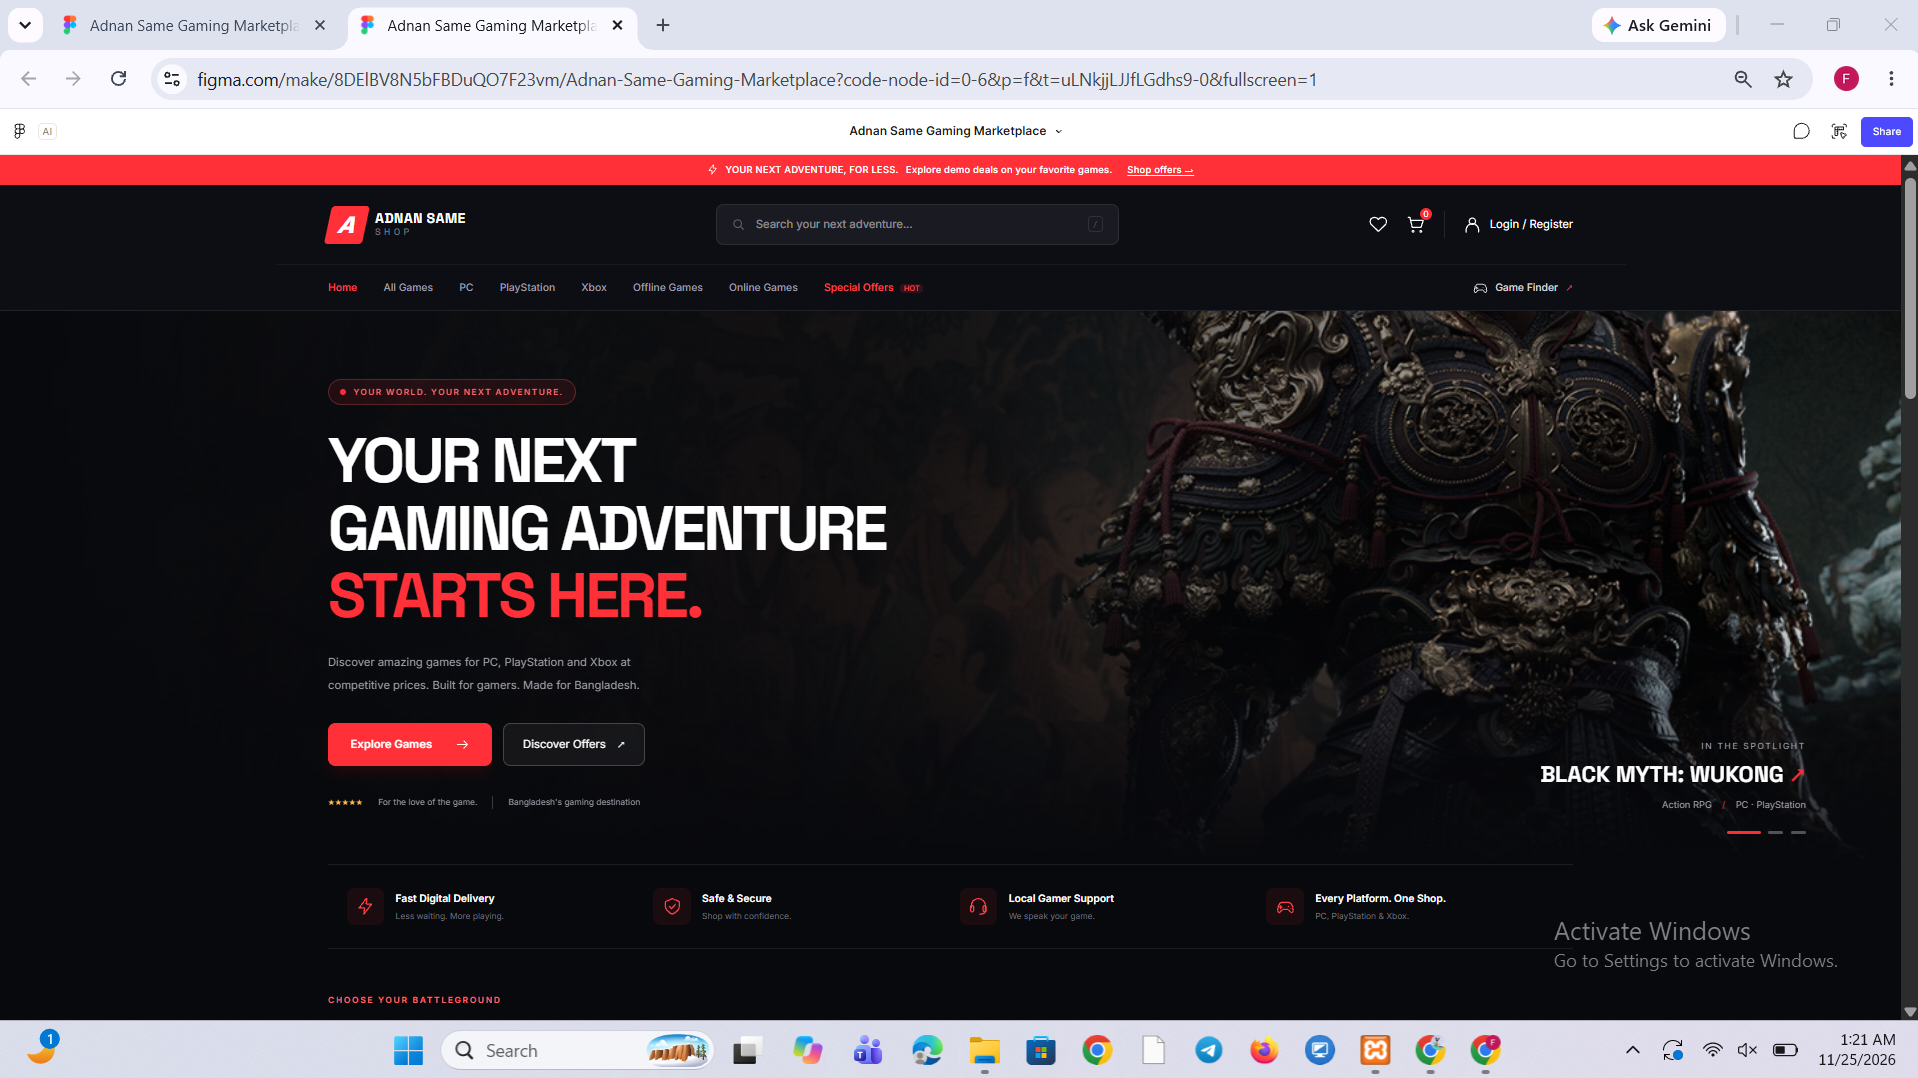 Adnan Same Gaming Marketpla
Adnan Same Gaming Marketpla
Ask Gemini
figma.com/make/8DElBV8N5bFBDuQO7F23vm/Adnan-Same-Gaming-Marketplace?code-node-id=0-6&p=f&t=uLNkjjLJJfLGdhs9-0&fullscreen=1
F
AI
Adnan Same Gaming Marketplace
Share
YOUR NEXT ADVENTURE, FOR LESS. Explore demo deals on your favorite games. Shop offers →
A
ADNAN SAME
SHOP
Search your next adventure...
/
0
Login / Register
Home
All Games
PC
PlayStation
Xbox
Offline Games
Online Games
Special Offers HOT
Game Finder ↗
YOUR WORLD. YOUR NEXT ADVENTURE.
YOUR NEXT
GAMING ADVENTURE
STARTS HERE.
Discover amazing games for PC, PlayStation and Xbox at
competitive prices. Built for gamers. Made for Bangladesh.
Explore Games →
Discover Offers ↗
★★★★★ For the love of the game.
Bangladesh's gaming destination
IN THE SPOTLIGHT
BLACK MYTH: WUKONG ↗
Action RPG / PC · PlayStation
Fast Digital Delivery
Less waiting. More playing.
Safe & Secure
Shop with confidence.
Local Gamer Support
We speak your game.
Every Platform. One Shop.
PC, PlayStation & Xbox.
Activate Windows
Go to Settings to activate Windows.
CHOOSE YOUR BATTLEGROUND
1
Search
T
F
1:21 AM
11/25/2026